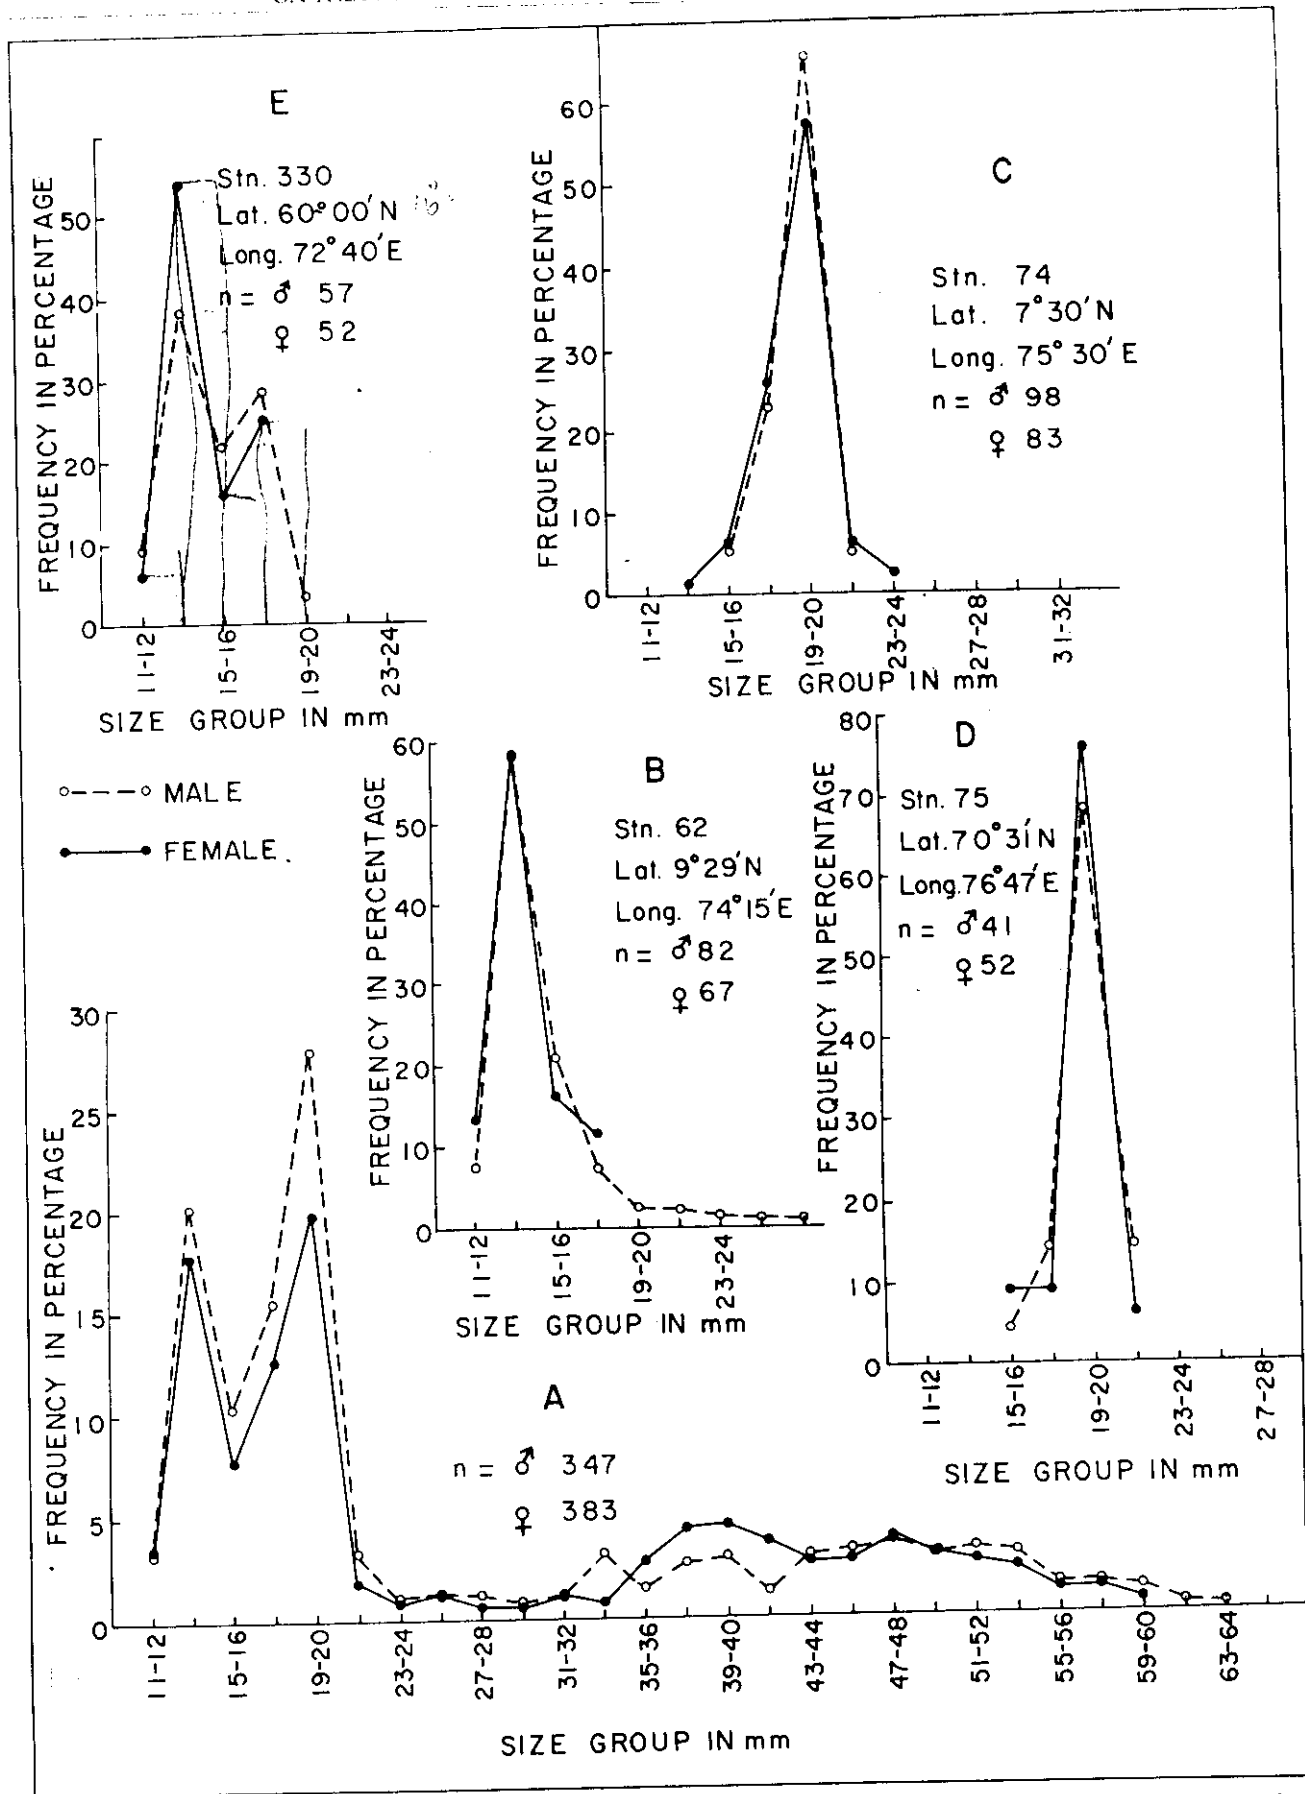 E
Stn. 330
Lat. 60°00'N
Long. 72°40'E
n = ♂ 57
♀ 52
FREQUENCY IN PERCENTAGE
50
40
30
20
10
0
11-12
15-16
19-20
23-24
SIZE GROUP IN mm
C
Stn. 74
Lat. 7°30'N
Long. 75°30'E
n = ♂ 98
♀ 83
FREQUENCY IN PERCENTAGE
60
50
40
30
20
10
0
11-12
15-16
19-20
23-24
27-28
31-32
SIZE GROUP IN mm
MALE
FEMALE.
B
Stn. 62
Lat. 9°29'N
Long. 74°15'E
n = ♂82
♀ 67
FREQUENCY IN PERCENTAGE
60
50
40
30
20
10
0
11-12
15-16
19-20
23-24
SIZE GROUP IN mm
D
Stn. 75
Lat. 70°31'N
Long. 76°47'E
n = ♂41
♀52
FREQUENCY IN PERCENTAGE
80
70
60
50
40
30
20
10
0
11-12
15-16
19-20
23-24
27-28
SIZE GROUP IN mm
A
n = ♂ 347
♀ 383
FREQUENCY IN PERCENTAGE
30
25
20
15
10
5
0
11-12
15-16
19-20
23-24
27-28
31-32
35-36
39-40
43-44
47-48
51-52
55-56
59-60
63-64
SIZE GROUP IN mm